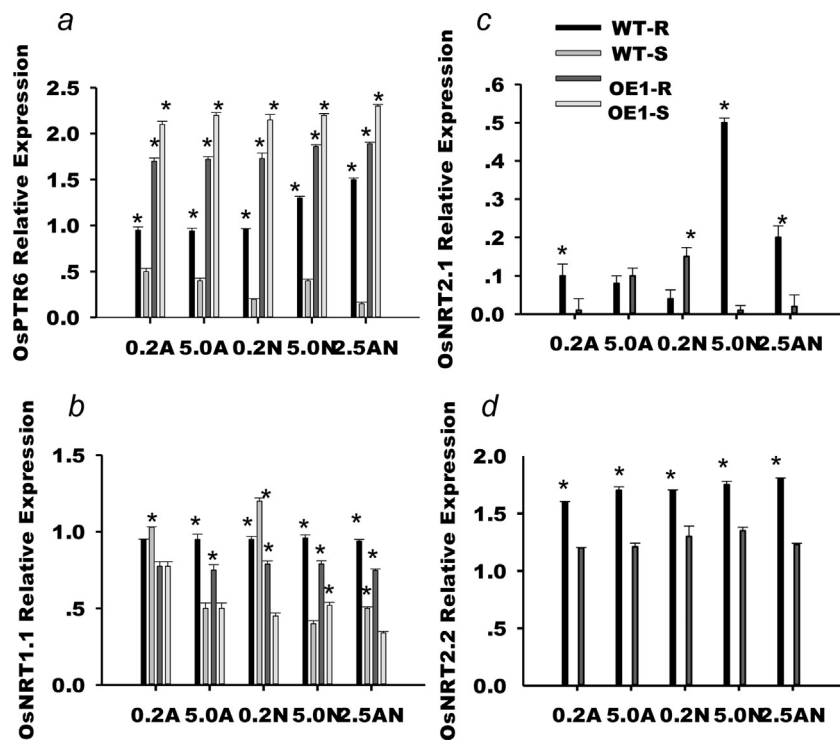 a
OsPTR6 Relative Expression
2.5
2.0
1.5
1.0
.5
0.0
* * * * * * * * * * * * * * *
0.2A 5.0A 0.2N 5.0N 2.5AN
c
WT-R
WT-S
OE1-R
OE1-S
OsNRT2.1 Relative Expression
.6
.5
.4
.3
.2
.1
0.0
* * * *
0.2A 5.0A 0.2N 5.0N 2.5AN
b
OsNRT1.1 Relative Expression
1.5
1.0
.5
0.0
* * * * * * * * * * * *
0.2A 5.0A 0.2N 5.0N 2.5AN
d
OsNRT2.2 Relative Expression
2.0
1.5
1.0
.5
0.0
* * * * *
0.2A 5.0A 0.2N 5.0N 2.5AN